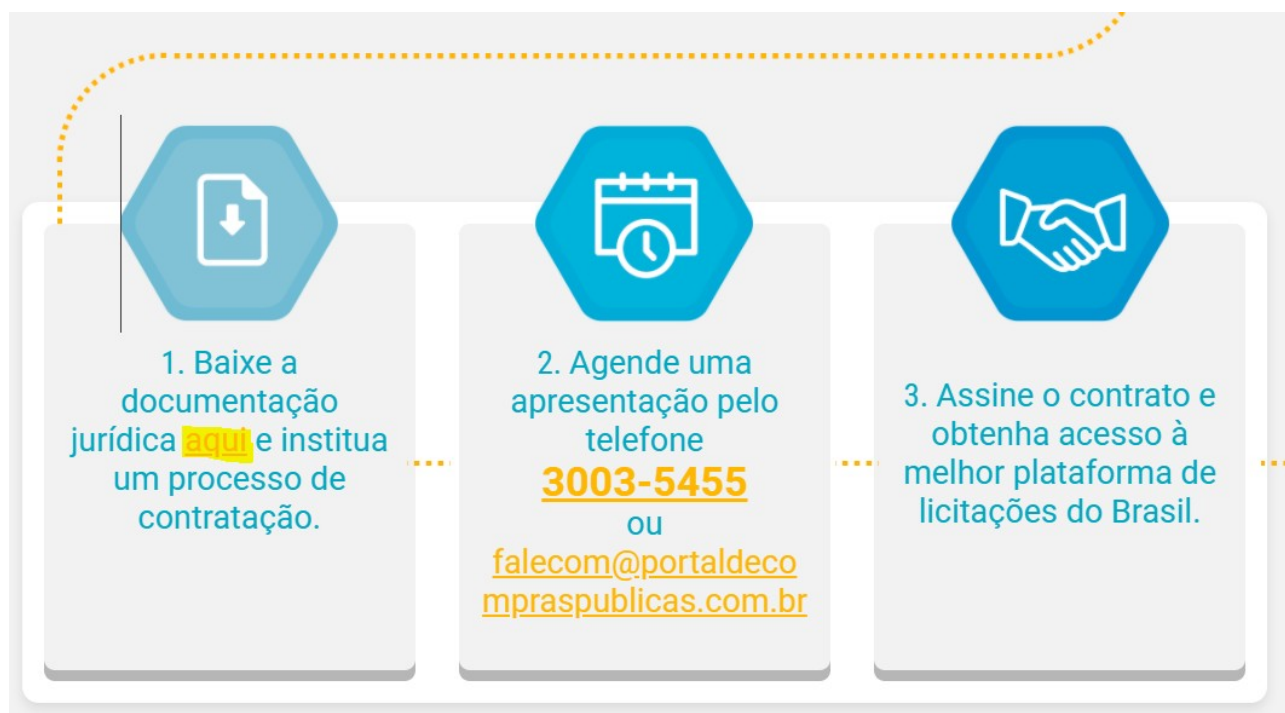 1. Baixe a
documentação
jurídica aqui e institua
um processo de
contratação.
2. Agende uma
apresentação pelo
telefone
3003-5455
ou
falecom@portaldeco
mpraspublicas.com.br
3. Assine o contrato e
obtenha acesso à
melhor plataforma de
licitações do Brasil.